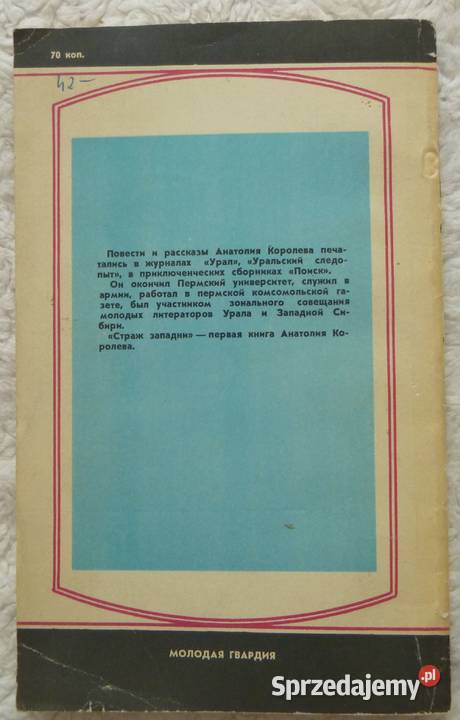 70 коп.
42-
Повести и рассказы Анатолия Королева печа-
тались в журналах «Урал», «Уральский следо-
пыт», в приключенческих сборниках «Поиск».
Он окончил Пермский университет, служил в
армии, работал в пермской комсомольской га-
зете, был участником зонального совещания
молодых литераторов Урала и Западной Си-
бири.
«Страж западни» — первая книга Анатолия Ко-
ролева.
МОЛОДАЯ ГВАРДИЯ
Sprzedajemy.pl